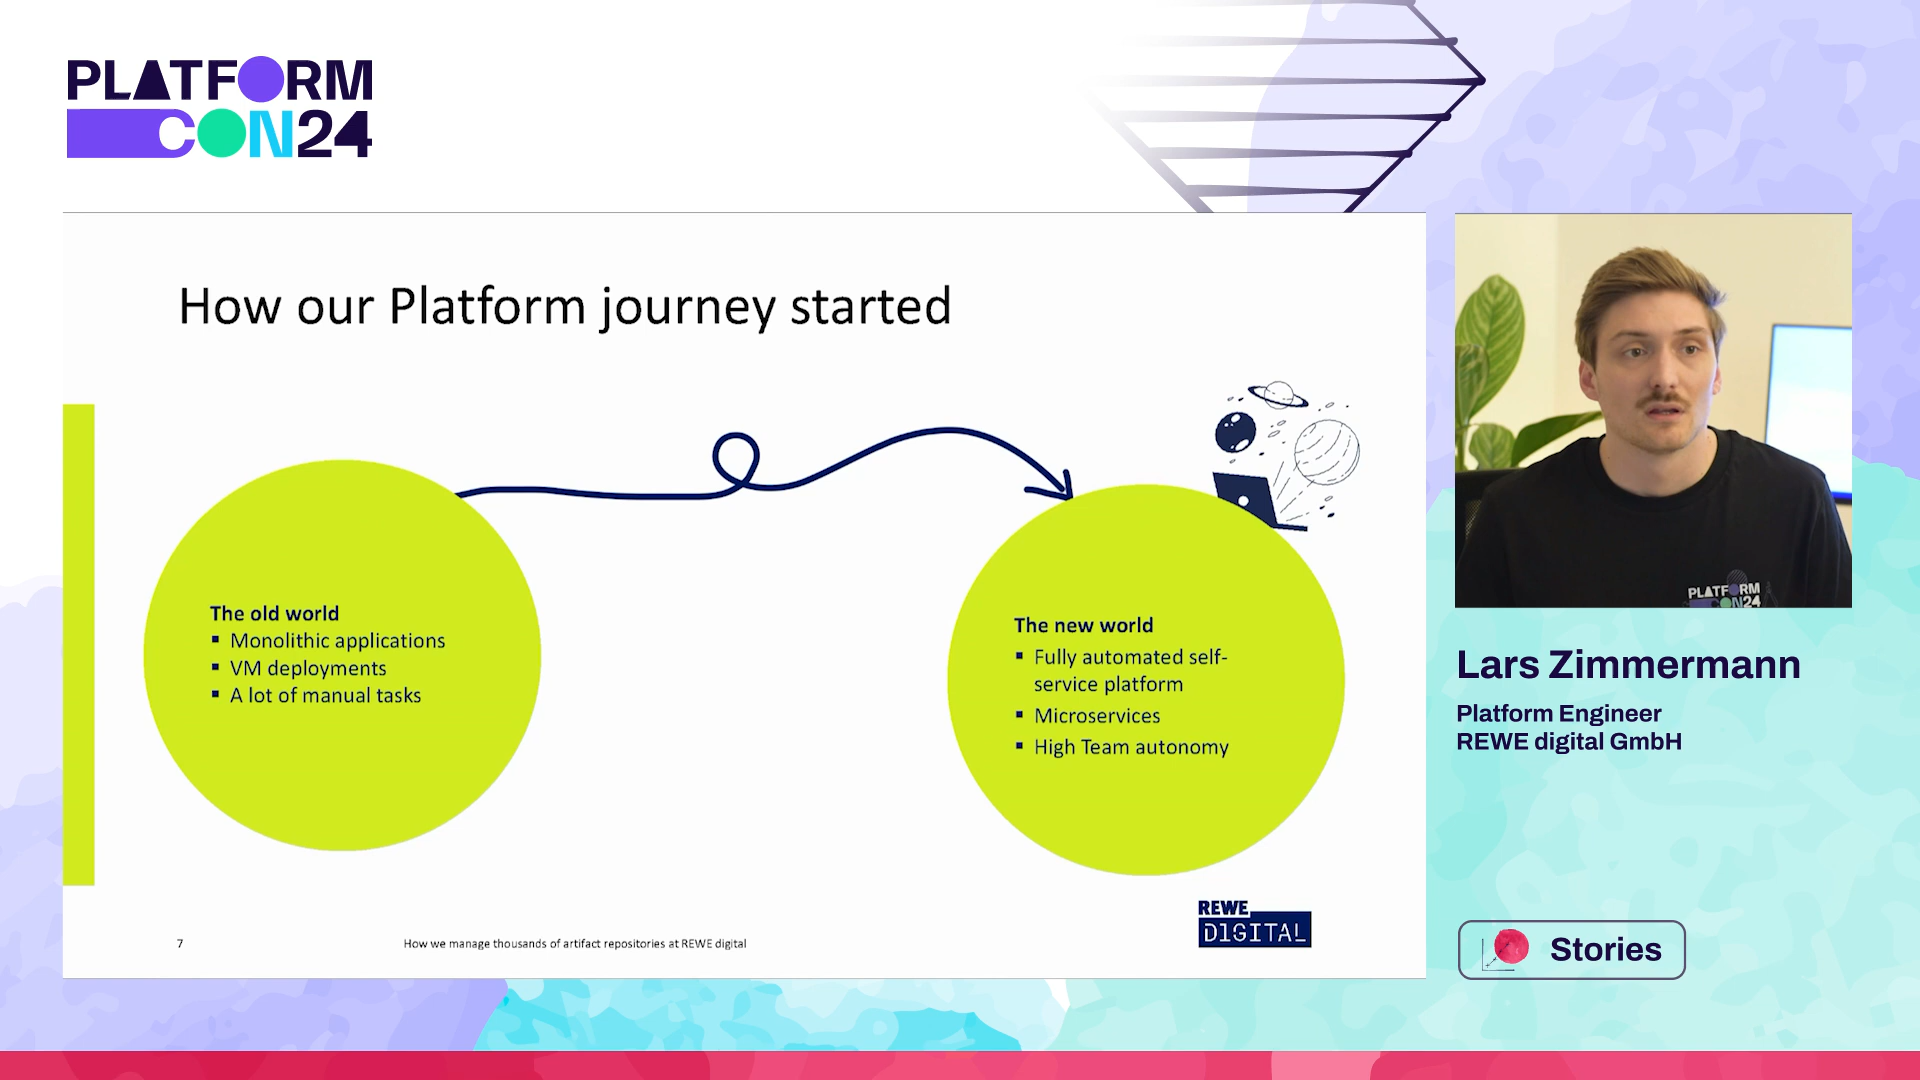 PLATFORM
CON24
How our Platform journey started
The old world
▪ Monolithic applications
▪ VM deployments
▪ A lot of manual tasks
The new world
▪ Fully automated self-
service platform
▪ Microservices
▪ High Team autonomy
7
How we manage thousands of artifact repositories at REWE digital
REWE
DIGITAL
PLATFORM
CON24
Lars Zimmermann
Platform Engineer
REWE digital GmbH
Stories